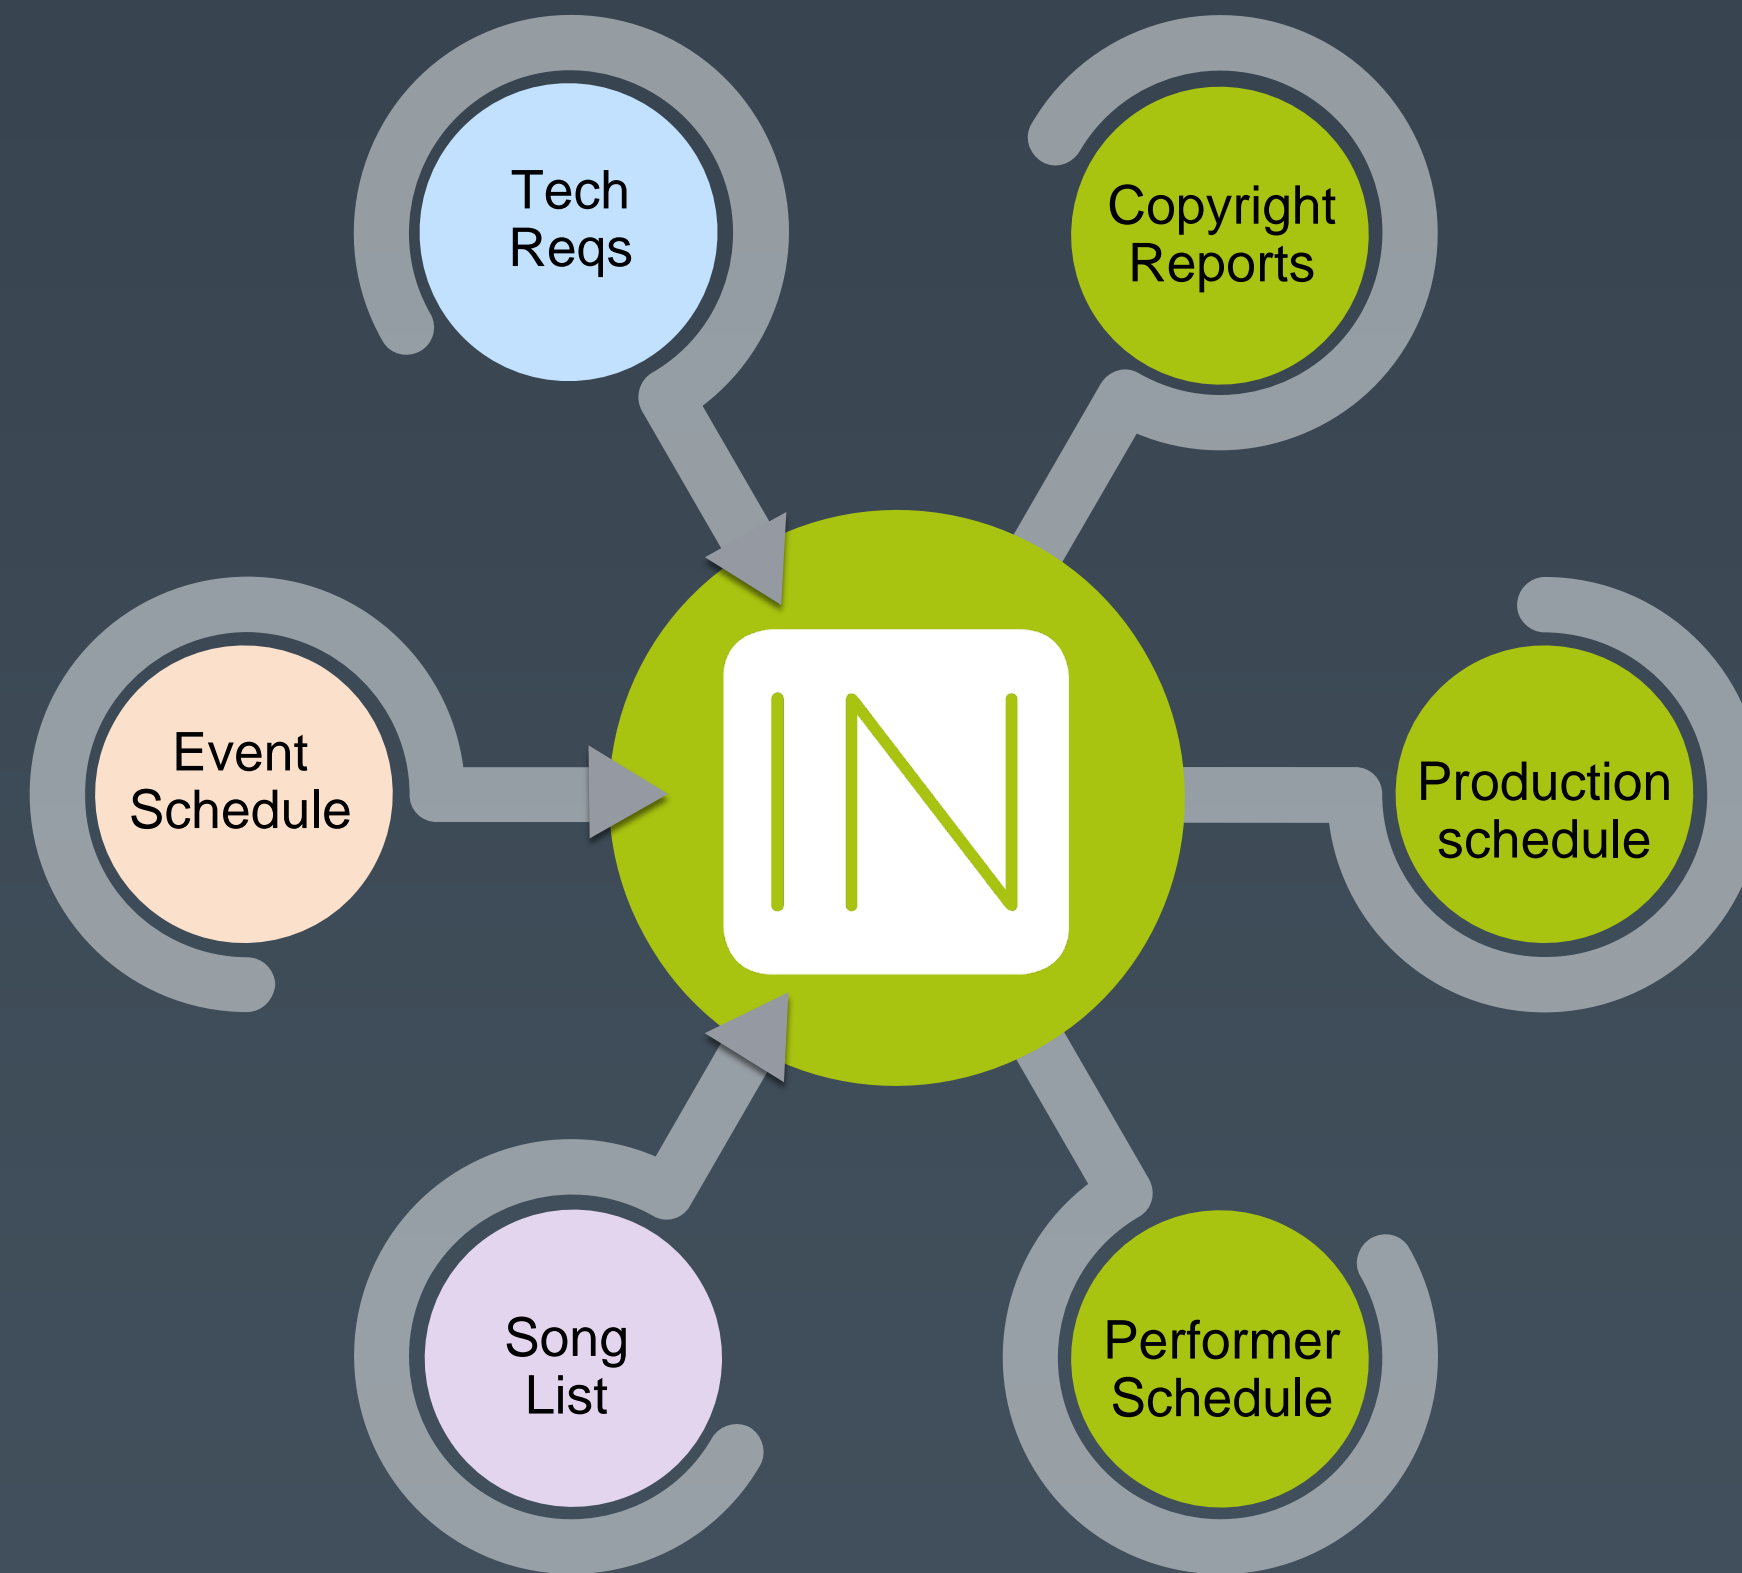 Tech
Reqs
Copyright
Reports
Event
Schedule
IN
Production
schedule
Song
List
Performer
Schedule